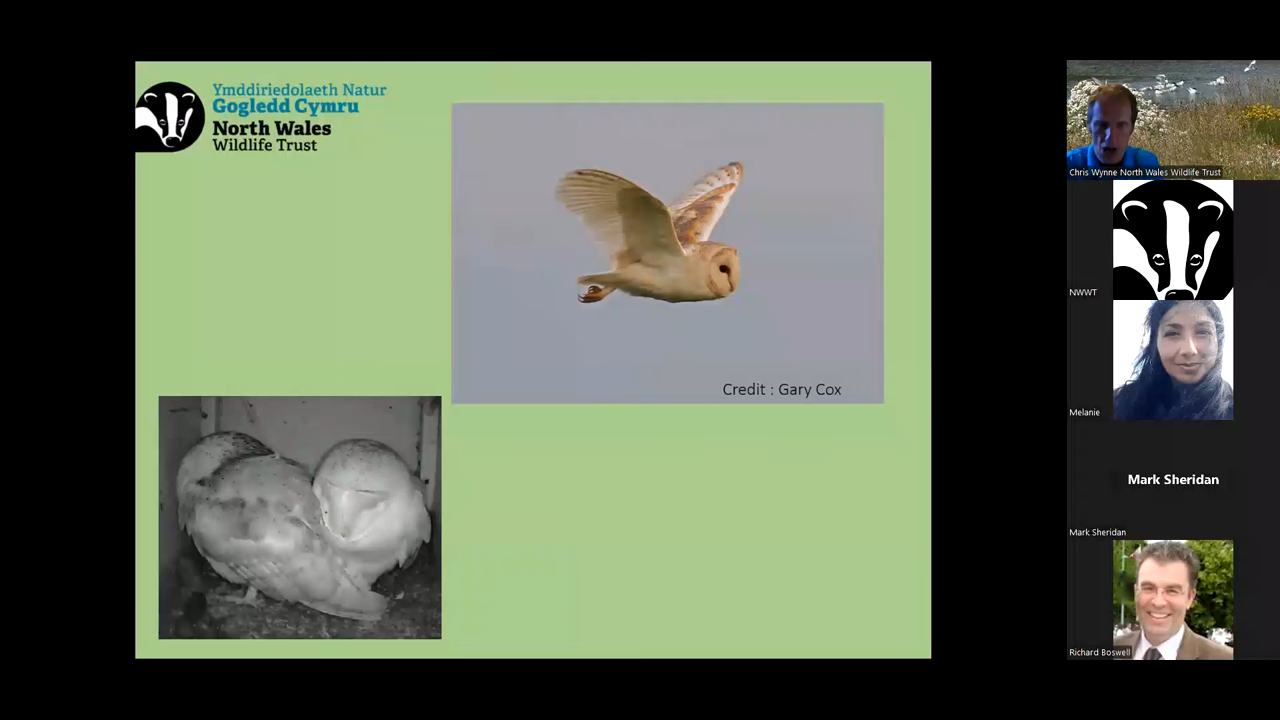 Ymddiriedolaeth Natur
Gogledd Cymru
North Wales
Wildlife Trust
Credit : Gary Cox
Chris Wynne North Wales Wildlife Trust
NWWT
Melanie
Mark Sheridan
Mark Sheridan
Richard Boswell